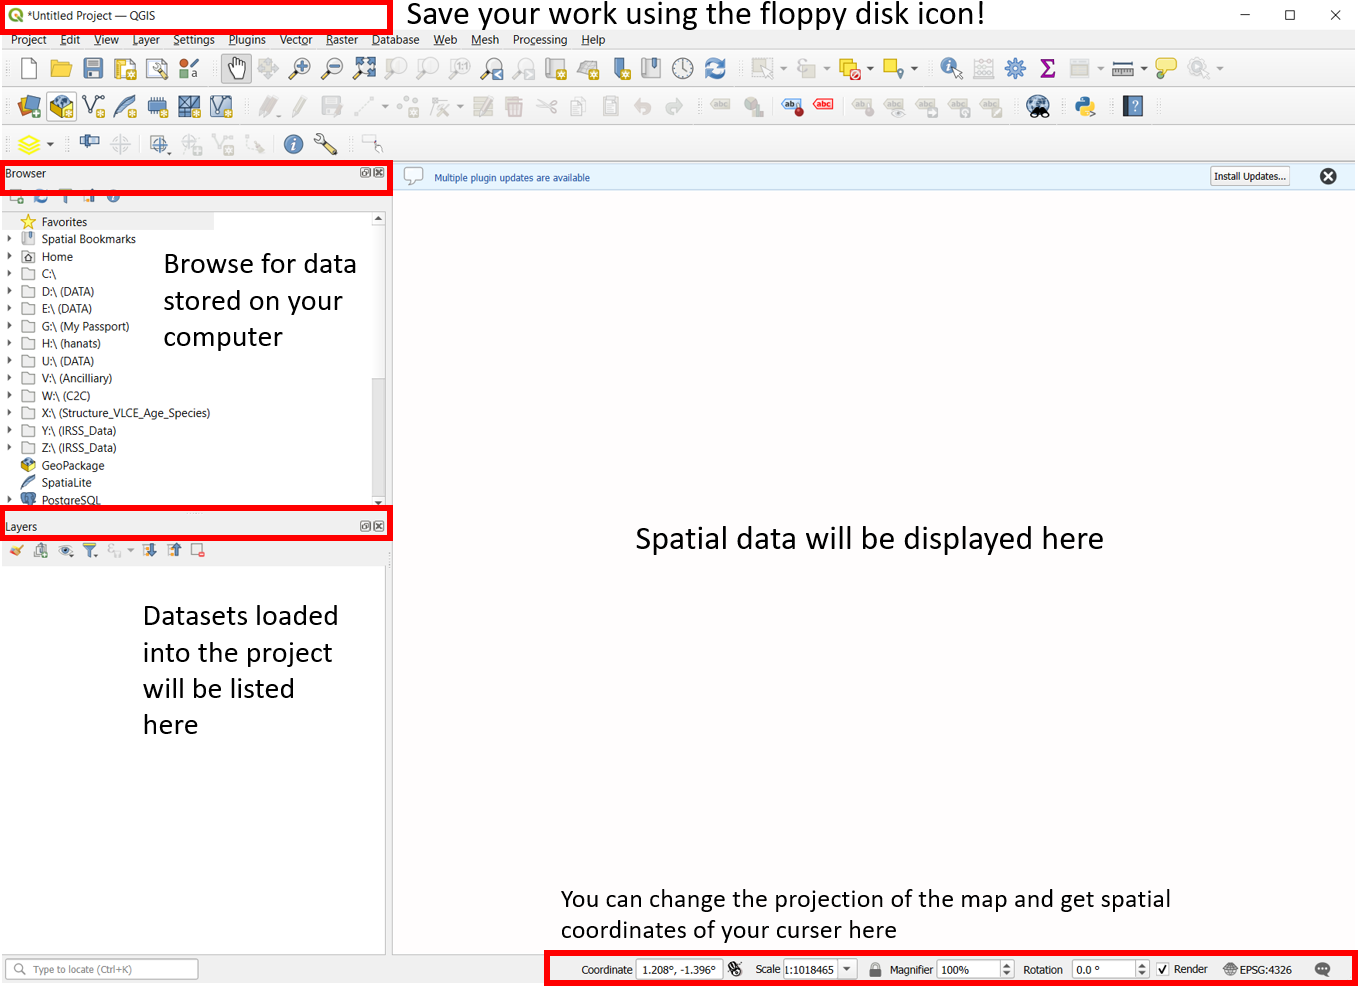 *Untitled Project — QGIS
Save your work using the floppy disk icon!
Project Edit View Layer Settings Plugins Vector Raster Database Web Mesh Processing Help
Browser
Multiple plugin updates are available
Install Updates...
Favorites
Spatial Bookmarks
Home
C:\
D:\ (DATA)
E:\ (DATA)
G:\ (My Passport)
H:\ (hanats)
U:\ (DATA)
V:\ (Ancilliary)
W:\ (C2C)
X:\ (Structure_VLCE_Age_Species)
Y:\ (IRSS_Data)
Z:\ (IRSS_Data)
GeoPackage
SpatiaLite
PostgreSQL
Browse for data
stored on your
computer
Layers
Spatial data will be displayed here
Datasets loaded
into the project
will be listed
here
You can change the projection of the map and get spatial
coordinates of your curser here
Type to locate (Ctrl+K)
Coordinate 1.208°, -1.396° Scale 1:1018465 Magnifier 100% Rotation 0.0 ° Render EPSG:4326